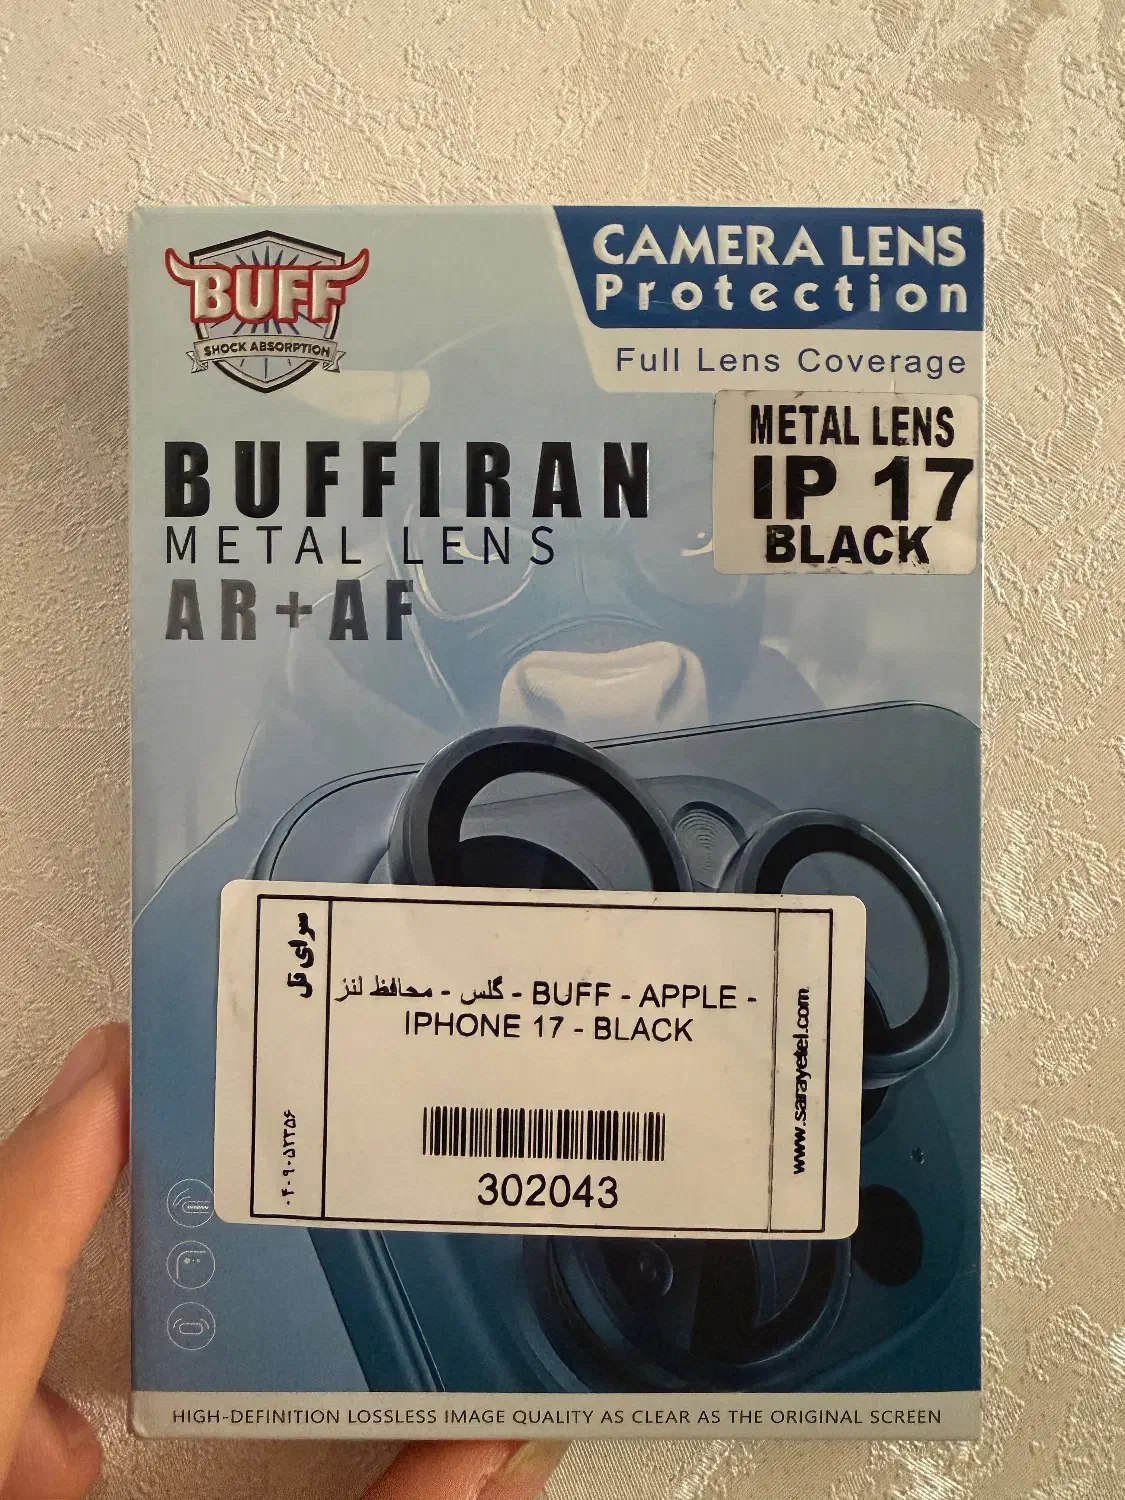 BUFF
SHOCK ABSORPTION
CAMERA LENS
Protection
Full Lens Coverage
METAL LENS
IP 17
BLACK
BUFFIRAN
METAL LENS
AR+AF
سرای تل
۰۴۰۹۰۵۲۳۵۶
محافظ لنز - گلس - BUFF - APPLE -
IPHONE 17 - BLACK
302043
www.sarayetel.com
HIGH-DEFINITION LOSSLESS IMAGE QUALITY AS CLEAR AS THE ORIGINAL SCREEN